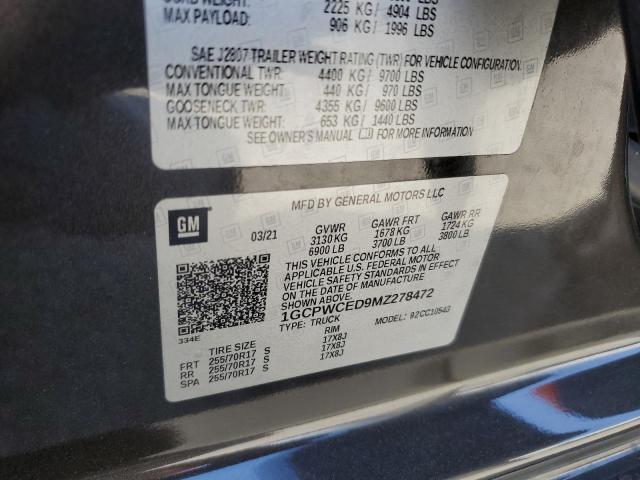 2225 KG / 4904 LBS
MAX PAYLOAD: 906 KG / 1996 LBS
SAE J2807 TRAILER WEIGHT RATING (TWR) FOR VEHICLE CONFIGURATION.
CONVENTIONAL TWR: 4400 KG / 9700 LBS
MAX TONGUE WEIGHT: 440 KG / 970 LBS
GOOSENECK TWR: 4355 KG / 9600 LBS
MAX TONGUE WEIGHT: 653 KG / 1440 LBS
SEE OWNER'S MANUAL FOR MORE INFORMATION
MFD BY GENERAL MOTORS LLC
GM
03/21 GVWR GAWR FRT GAWR RR
3130 KG 1678 KG 1724 KG
6900 LB 3700 LB 3800 LB
THIS VEHICLE CONFORMS TO ALL
APPLICABLE U.S. FEDERAL MOTOR
VEHICLE SAFETY STANDARDS IN EFFECT
ON THE DATE OF MANUFACTURE SHOWN ABOVE.
1GCPWCED9MZ278472
TYPE: TRUCK MODEL: 92CC10543
334E
TIRE SIZE RIM
FRT 255/70R17 S 17X8J
RR 255/70R17 S 17X8J
SPA 255/70R17 S 17X8J